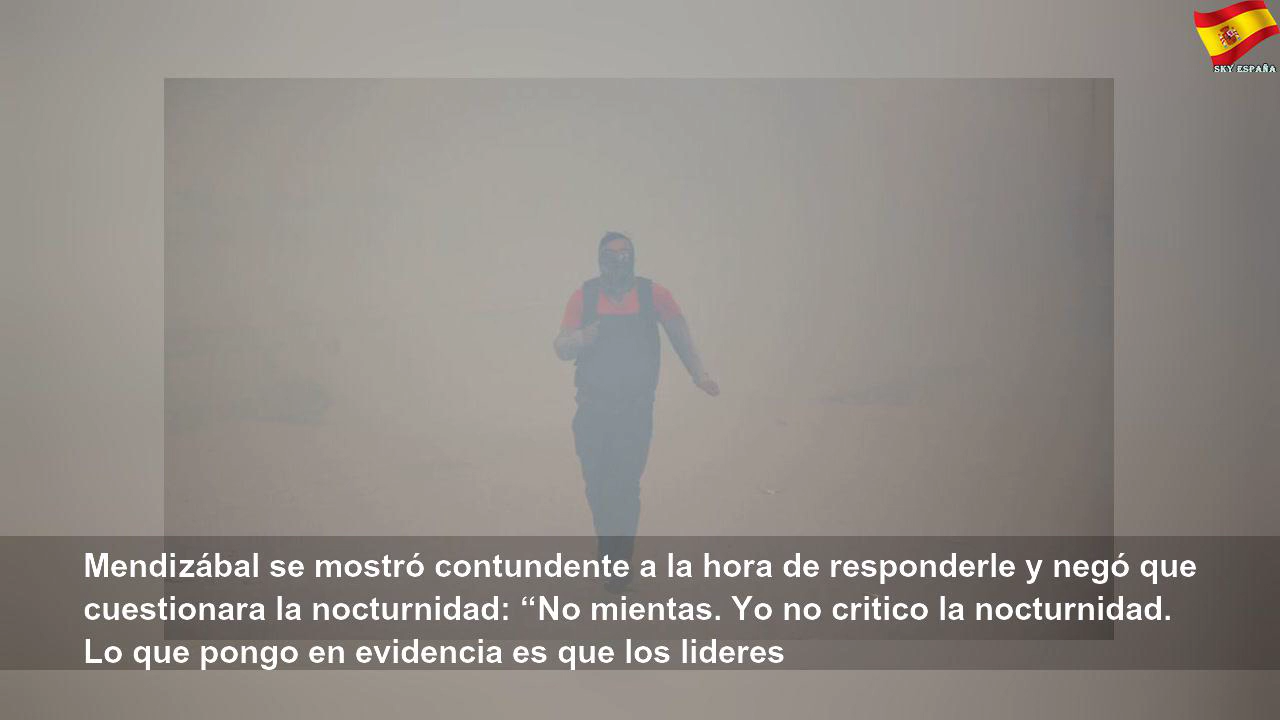 SKY ESPAÑA
Mendizábal se mostró contundente a la hora de responderle y negó que
cuestionara la nocturnidad: “No mientas. Yo no critico la nocturnidad.
Lo que pongo en evidencia es que los lideres